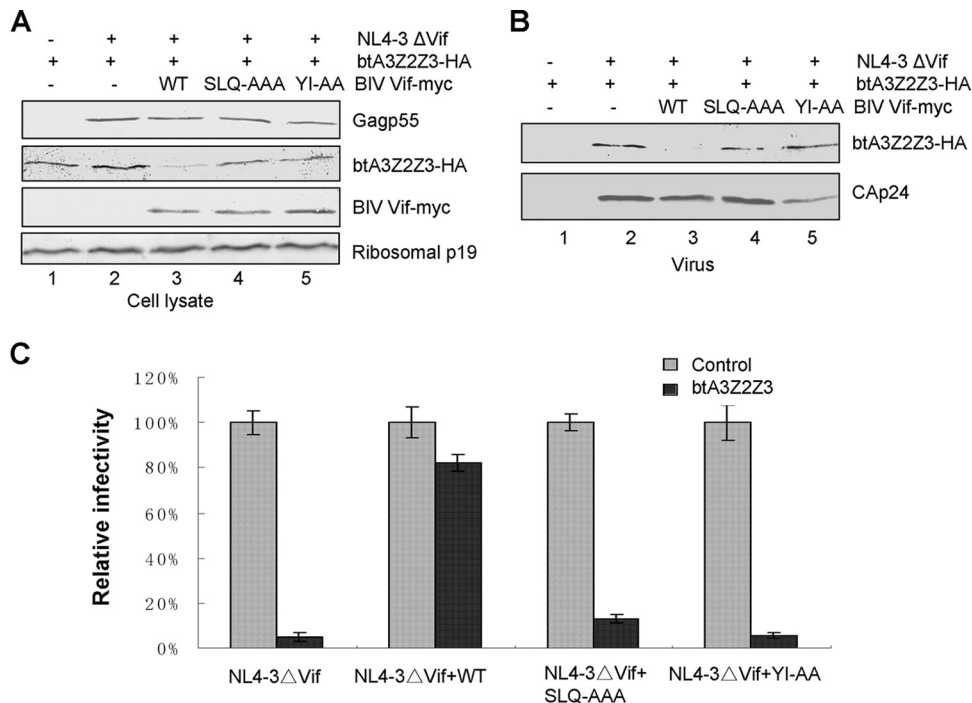 A
- + + + + NL4-3 ΔVif
+ + + + + btA3Z2Z3-HA
- - WT SLQ-AAA YI-AA BIV Vif-myc
Gagp55
btA3Z2Z3-HA
BIV Vif-myc
Ribosomal p19
1 2 3 4 5
Cell lysate
B
- + + + + NL4-3 ΔVif
+ + + + + btA3Z2Z3-HA
- - WT SLQ-AAA YI-AA BIV Vif-myc
btA3Z2Z3-HA
CAp24
1 2 3 4 5
Virus
C
Control
btA3Z2Z3
Relative infectivity
120%
100%
80%
60%
40%
20%
0%
NL4-3△Vif
NL4-3△Vif+WT
NL4-3△Vif+
SLQ-AAA
NL4-3△Vif+YI-AA